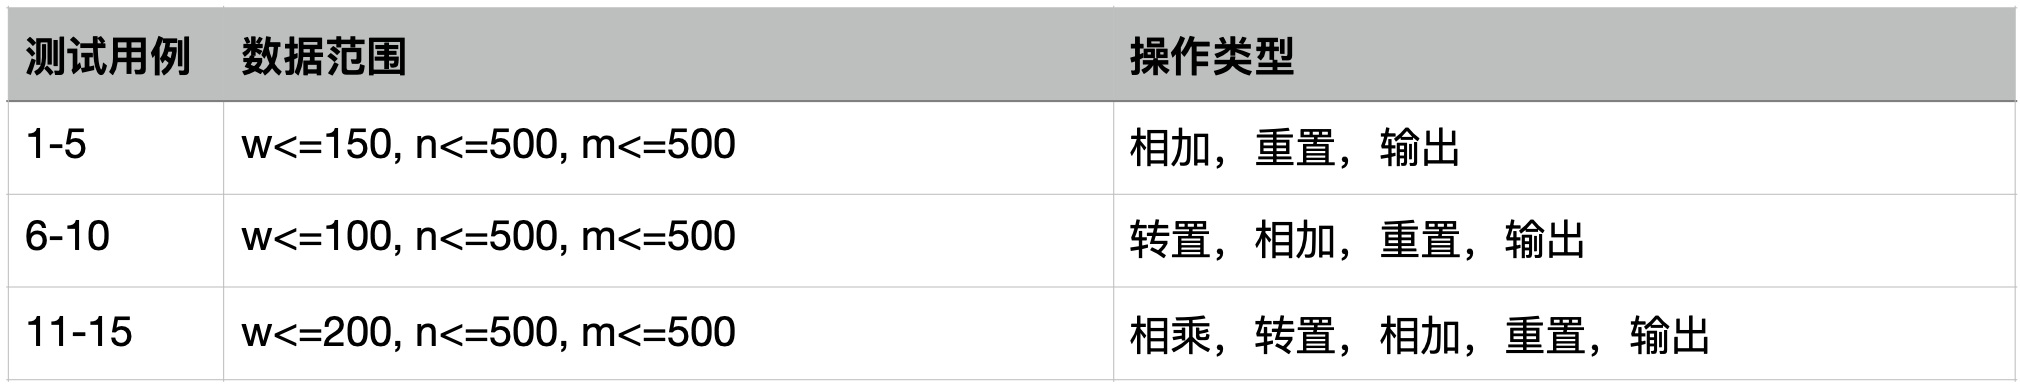 测试用例 数据范围 操作类型
1-5 w<=150, n<=500, m<=500 相加，重置，输出
6-10 w<=100, n<=500, m<=500 转置，相加，重置，输出
11-15 w<=200, n<=500, m<=500 相乘，转置，相加，重置，输出